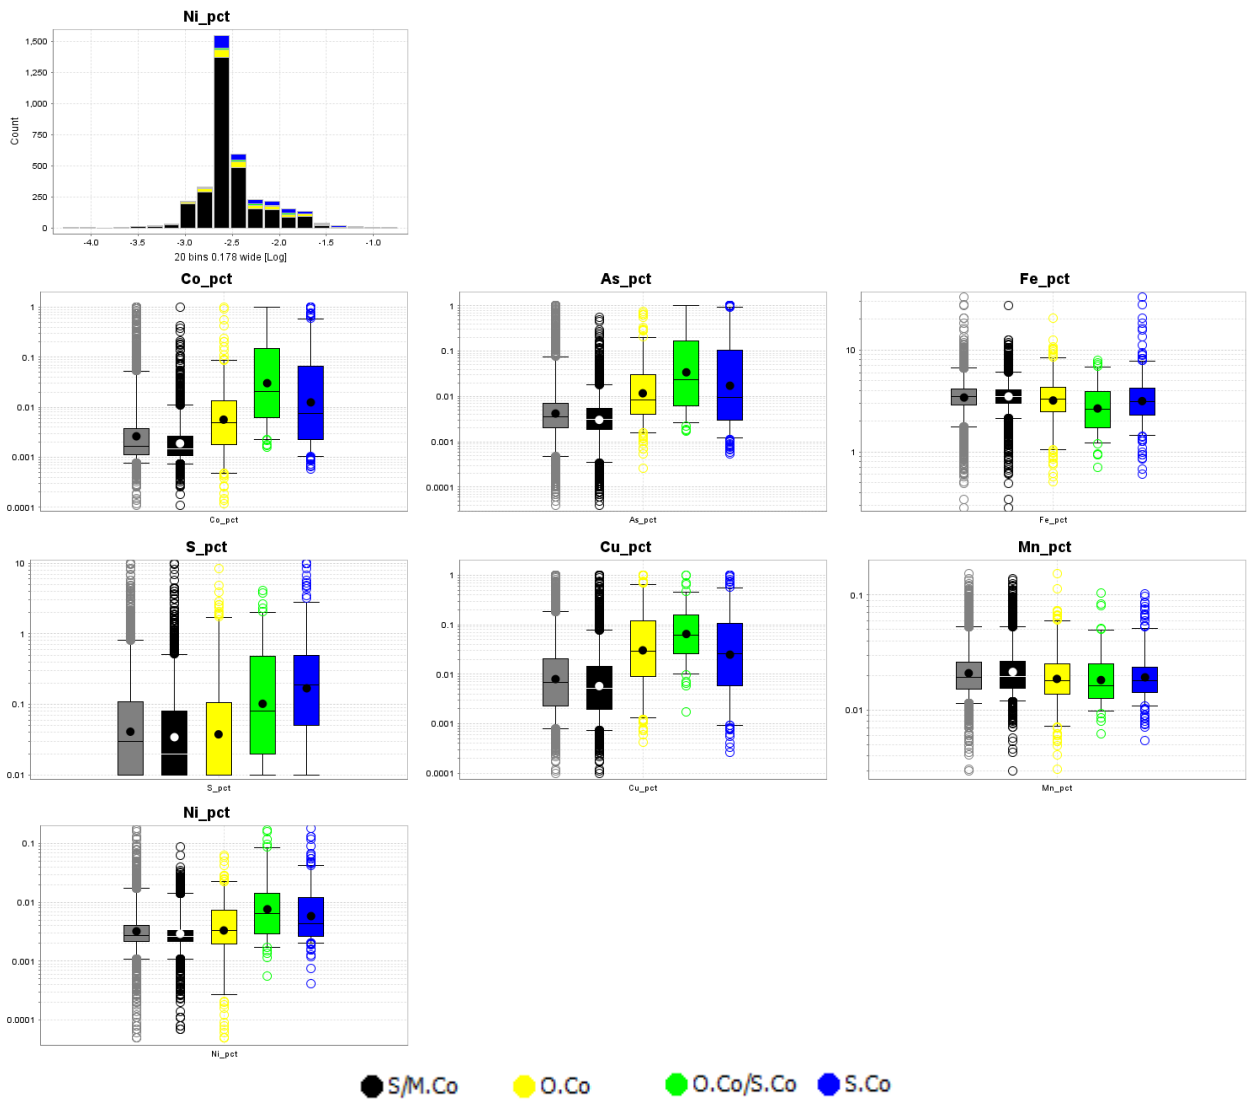 Ni_pct
1,500
1,250
1,000
750
500
250
0
Count
-4.0 -3.5 -3.0 -2.5 -2.0 -1.5 -1.0
20 bins 0.178 wide [Log]
Co_pct
1
0.1
0.01
0.001
0.0001
Co_pct
As_pct
1
0.1
0.01
0.001
0.0001
As_pct
Fe_pct
10
1
Fe_pct
S_pct
10
1
0.1
0.01
S_pct
Cu_pct
1
0.1
0.01
0.001
0.0001
Cu_pct
Mn_pct
0.1
0.01
Mn_pct
Ni_pct
0.1
0.01
0.001
0.0001
Ni_pct
S/M.Co O.Co O.Co/S.Co S.Co